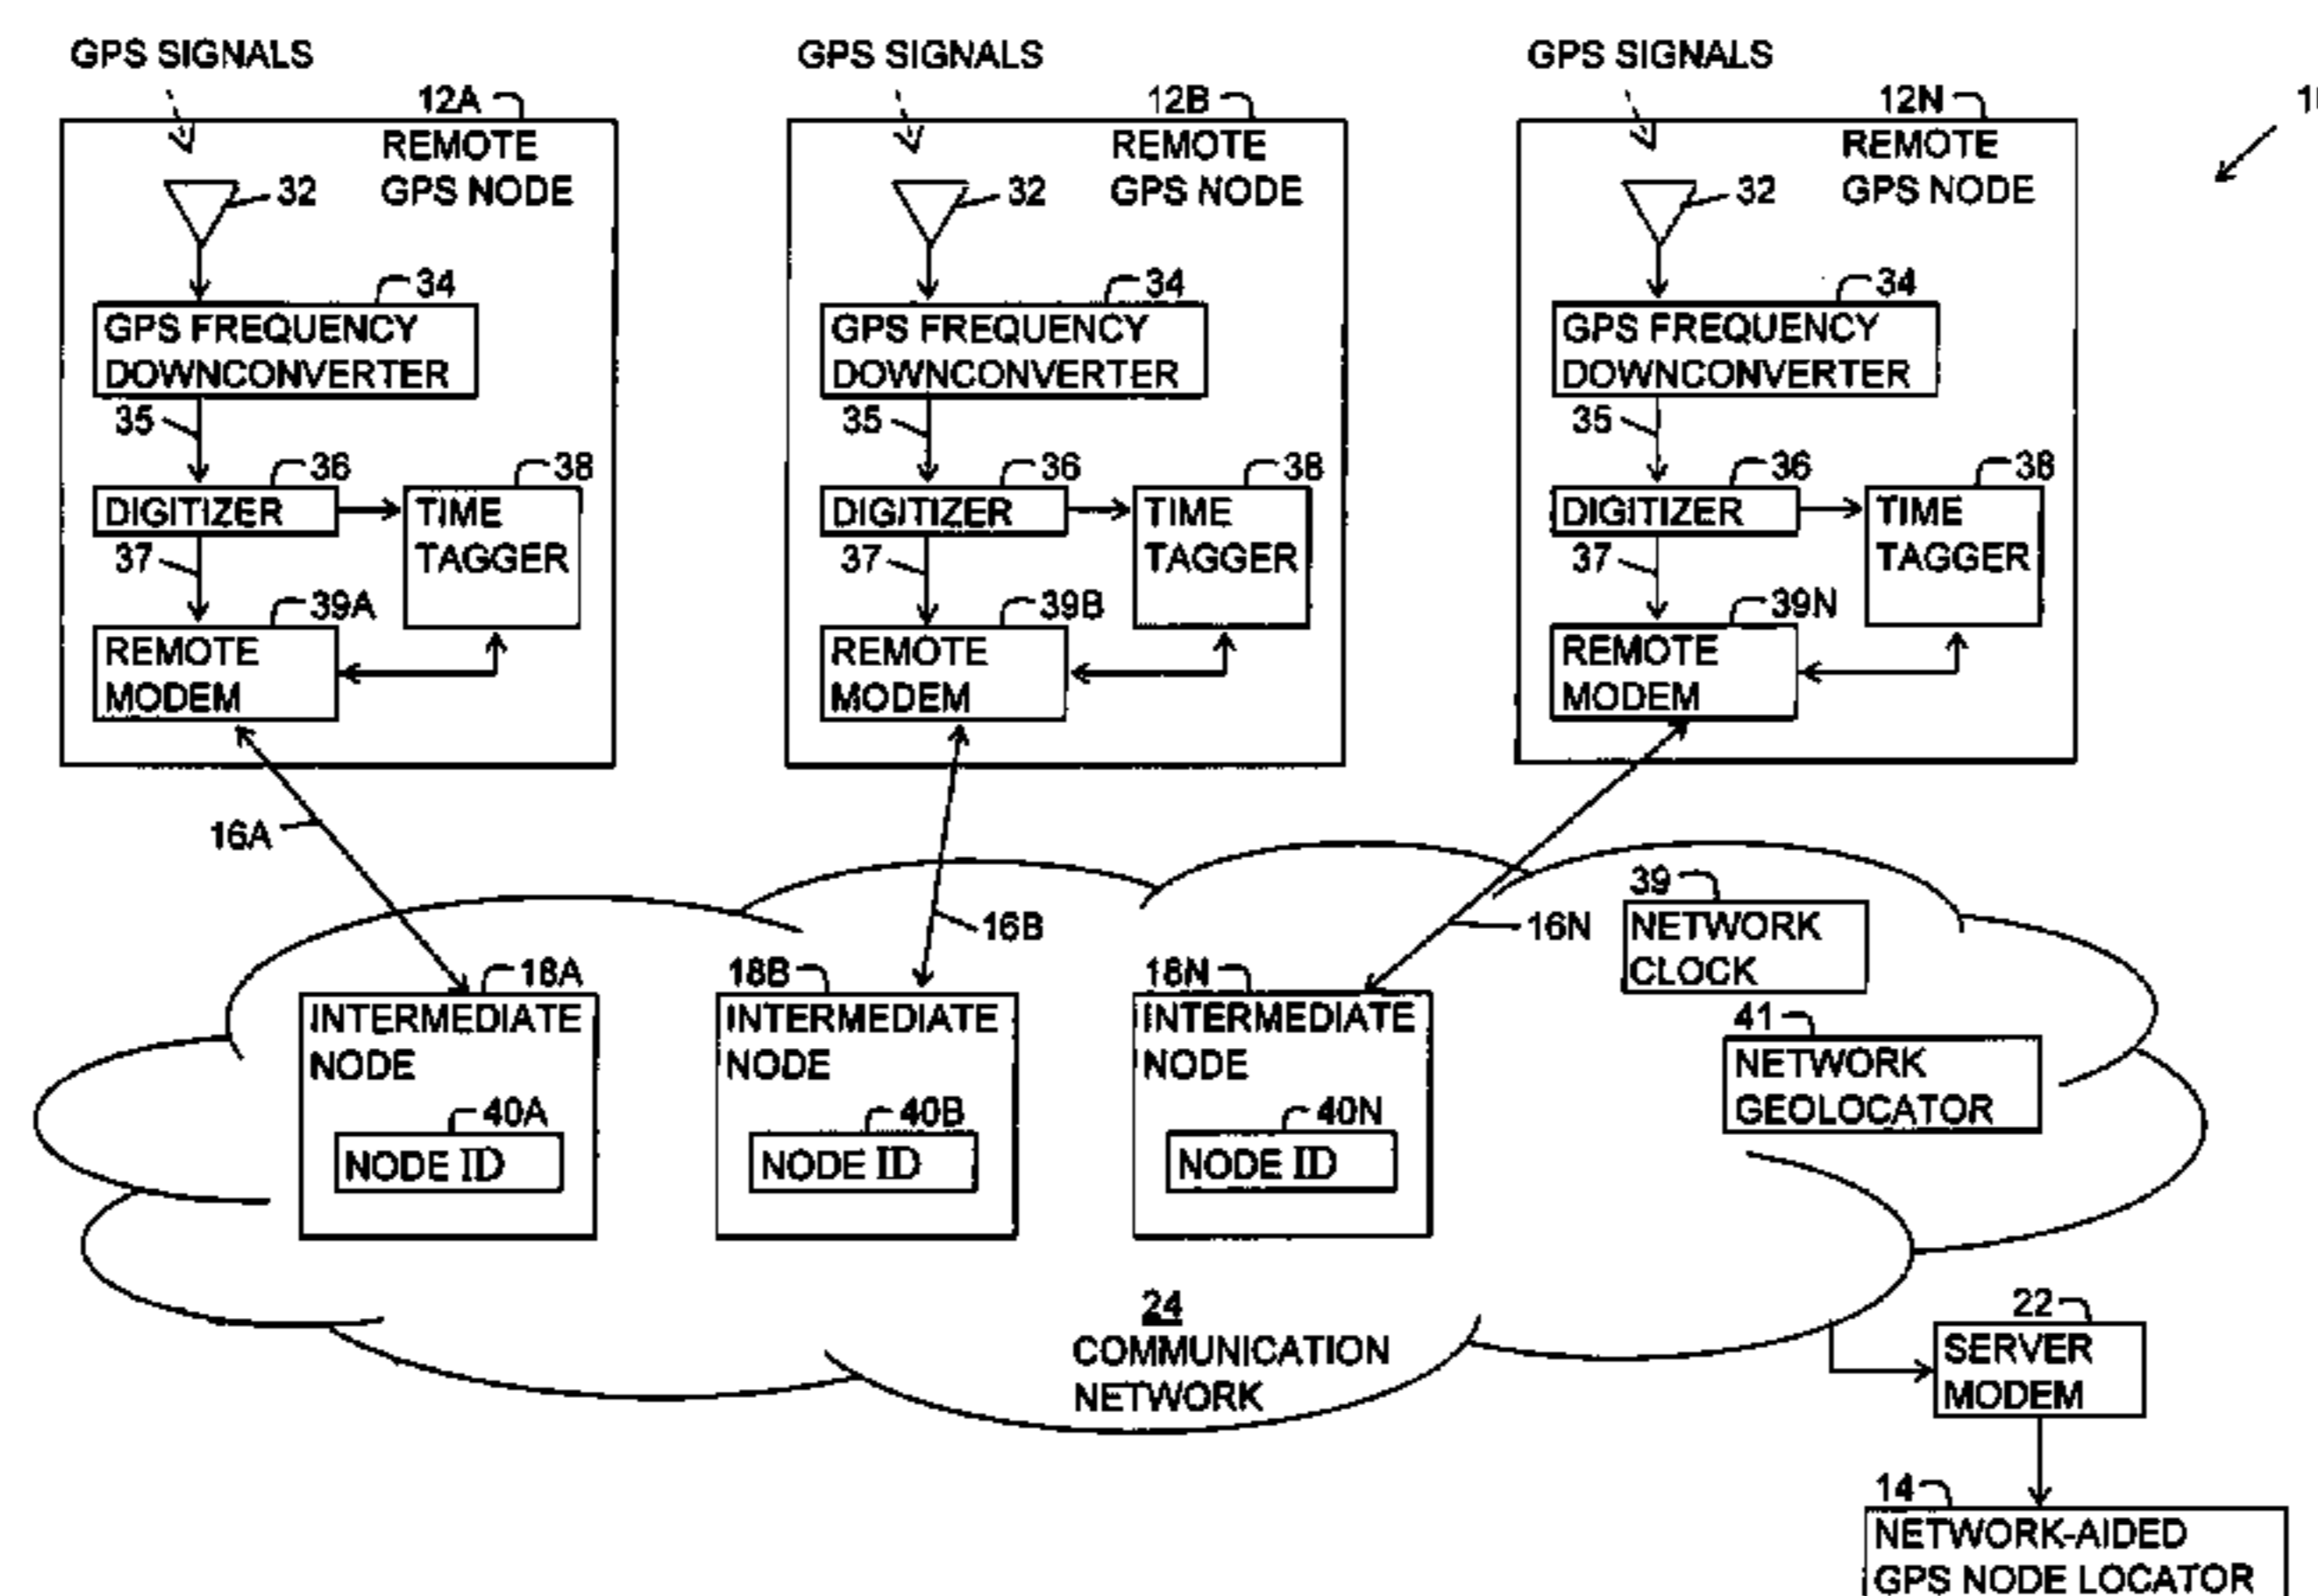 GPS SIGNALS
12A
REMOTE
GPS NODE
32
34
GPS FREQUENCY
DOWNCONVERTER
35
36
38
DIGITIZER
TIME
TAGGER
37
39A
REMOTE
MODEM
16A
GPS SIGNALS
12B
REMOTE
GPS NODE
32
34
GPS FREQUENCY
DOWNCONVERTER
35
36
38
DIGITIZER
TIME
TAGGER
37
39B
REMOTE
MODEM
16B
GPS SIGNALS
12N
REMOTE
GPS NODE
32
34
GPS FREQUENCY
DOWNCONVERTER
35
36
38
DIGITIZER
TIME
TAGGER
37
39N
REMOTE
MODEM
16N
18A
INTERMEDIATE
NODE
40A
NODE ID
18B
INTERMEDIATE
NODE
40B
NODE ID
18N
INTERMEDIATE
NODE
40N
NODE ID
39
NETWORK
CLOCK
41
NETWORK
GEOLOCATOR
24
COMMUNICATION
NETWORK
22
SERVER
MODEM
14
NETWORK-AIDED
GPS NODE LOCATOR